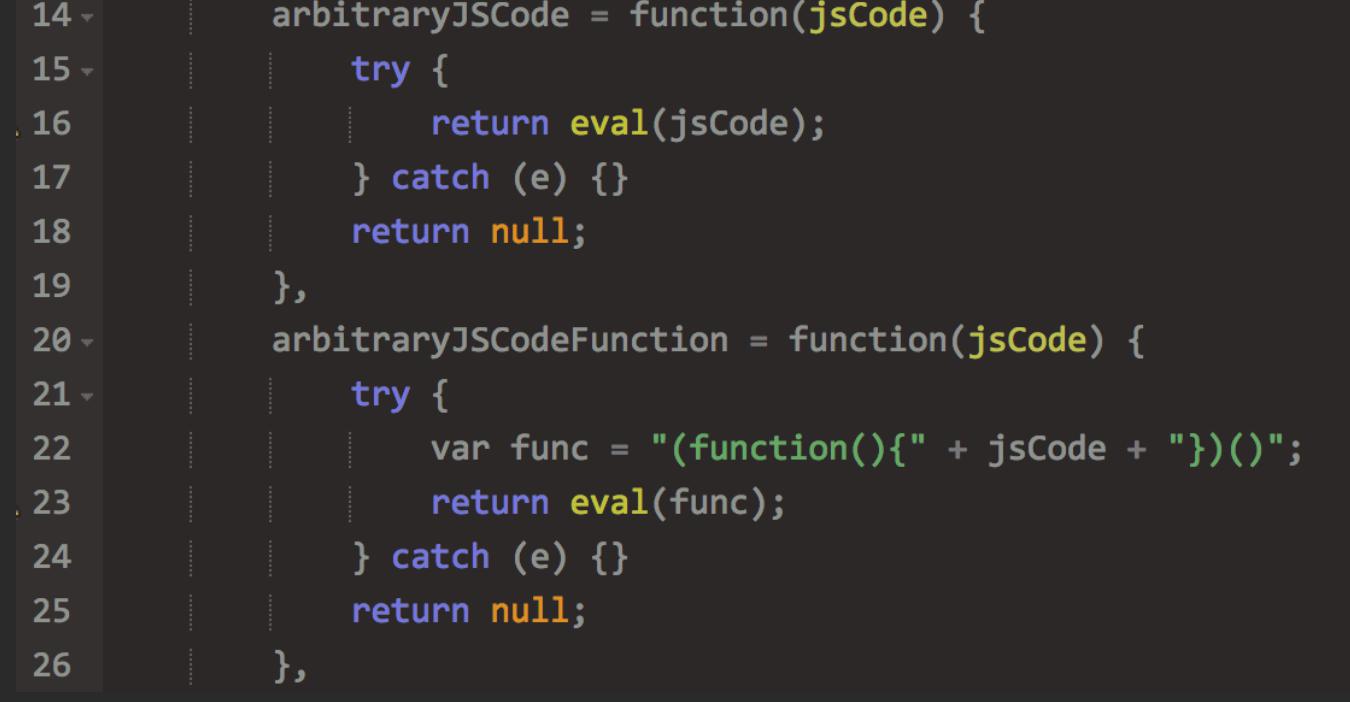 14 arbitraryJSCode = function(jsCode) {
15 try {
16 return eval(jsCode);
17 } catch (e) {}
18 return null;
19 },
20 arbitraryJSCodeFunction = function(jsCode) {
21 try {
22 var func = "(function(){" + jsCode + "})()";
23 return eval(func);
24 } catch (e) {}
25 return null;
26 },